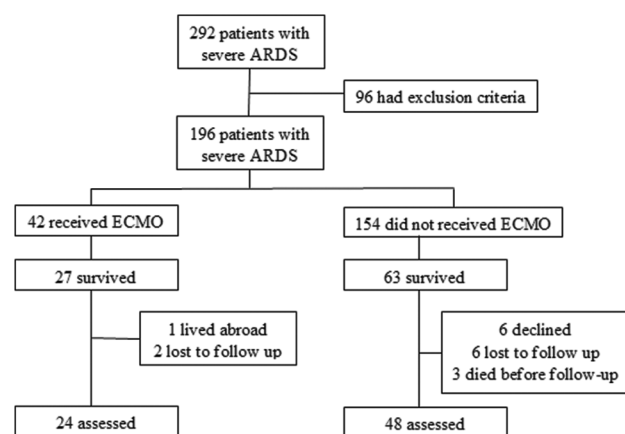 292 patients with
severe ARDS
96 had exclusion criteria
196 patients with
severe ARDS
42 received ECMO
154 did not received ECMO
27 survived
63 survived
1 lived abroad
2 lost to follow up
6 declined
6 lost to follow up
3 died before follow-up
24 assessed
48 assessed